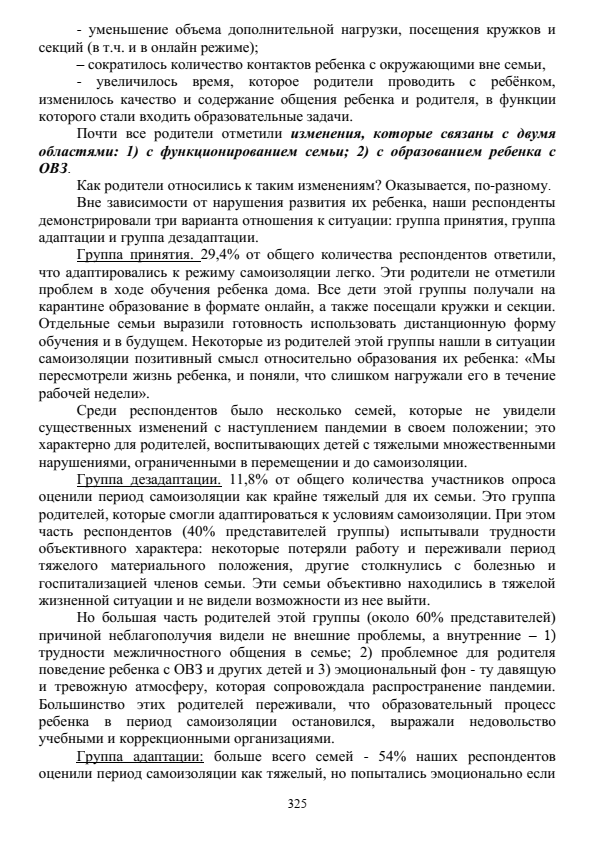 - уменьшение объема дополнительной нагрузки, посещения кружков и
секций (в т.ч. и в онлайн режиме);
– сократилось количество контактов ребенка с окружающими вне семьи,
- увеличилось время, которое родители проводить с ребёнком,
изменилось качество и содержание общения ребенка и родителя, в функции
которого стали входить образовательные задачи.
Почти все родители отметили изменения, которые связаны с двумя
областями: 1) с функционированием семьи; 2) с образованием ребенка с
ОВЗ.
Как родители относились к таким изменениям? Оказывается, по-разному.
Вне зависимости от нарушения развития их ребенка, наши респонденты
демонстрировали три варианта отношения к ситуации: группа принятия, группа
адаптации и группа дезадаптации.
Группа принятия. 29,4% от общего количества респондентов ответили,
что адаптировались к режиму самоизоляции легко. Эти родители не отметили
проблем в ходе обучения ребенка дома. Все дети этой группы получали на
карантине образование в формате онлайн, а также посещали кружки и секции.
Отдельные семьи выразили готовность использовать дистанционную форму
обучения и в будущем. Некоторые из родителей этой группы нашли в ситуации
самоизоляции позитивный смысл относительно образования их ребенка: «Мы
пересмотрели жизнь ребенка, и поняли, что слишком нагружали его в течение
рабочей недели».
Среди респондентов было несколько семей, которые не увидели
существенных изменений с наступлением пандемии в своем положении; это
характерно для родителей, воспитывающих детей с тяжелыми множественными
нарушениями, ограниченными в перемещении и до самоизоляции.
Группа дезадаптации. 11,8% от общего количества участников опроса
оценили период самоизоляции как крайне тяжелый для их семьи. Это группа
родителей, которые смогли адаптироваться к условиям самоизоляции. При этом
часть респондентов (40% представителей группы) испытывали трудности
объективного характера: некоторые потеряли работу и переживали период
тяжелого материального положения, другие столкнулись с болезнью и
госпитализацией членов семьи. Эти семьи объективно находились в тяжелой
жизненной ситуации и не видели возможности из нее выйти.
Но большая часть родителей этой группы (около 60% представителей)
причиной неблагополучия видели не внешние проблемы, а внутренние – 1)
трудности межличностного общения в семье; 2) проблемное для родителя
поведение ребенка с ОВЗ и других детей и 3) эмоциональный фон - ту давящую
и тревожную атмосферу, которая сопровождала распространение пандемии.
Большинство этих родителей переживали, что образовательный процесс
ребенка в период самоизоляции остановился, выражали недовольство
учебными и коррекционными организациями.
Группа адаптации: больше всего семей - 54% наших респондентов
оценили период самоизоляции как тяжелый, но попытались эмоционально если
325